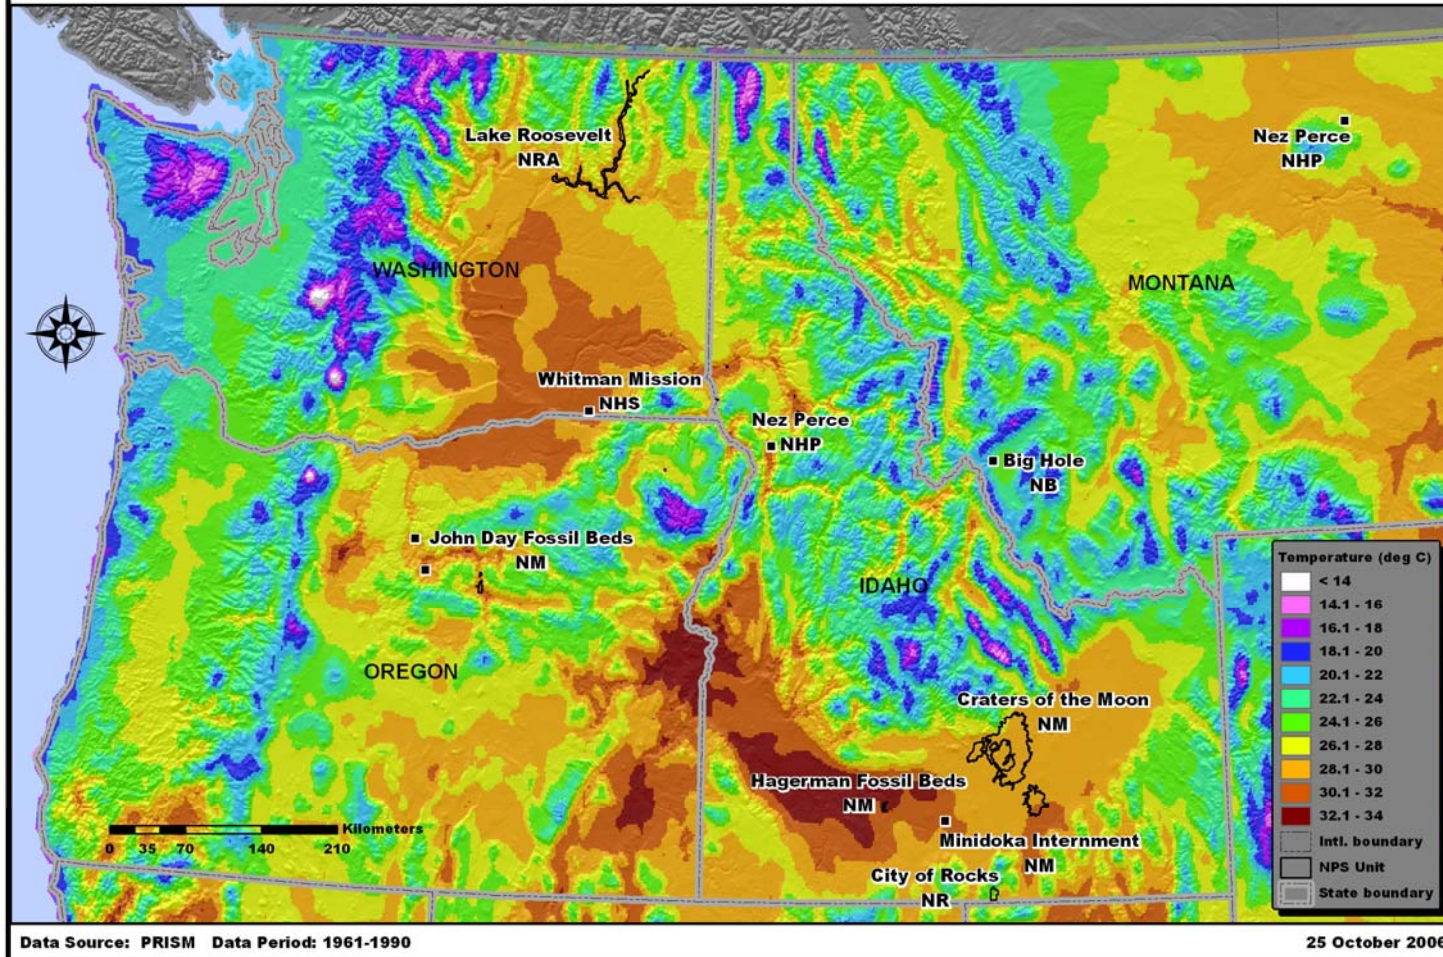 Lake Roosevelt
NRA
Nez Perce
NHP
WASHINGTON
MONTANA
Whitman Mission
NHS
Nez Perce
NHP
Big Hole
NB
John Day Fossil Beds
NM
IDAHO
OREGON
Craters of the Moon
NM
Hagerman Fossil Beds
NM
Minidoka Internment
NM
City of Rocks
NR
Kilometers
0 35 70 140 210
Temperature (deg C)
< 14
14.1 - 16
16.1 - 18
18.1 - 20
20.1 - 22
22.1 - 24
24.1 - 26
26.1 - 28
28.1 - 30
30.1 - 32
32.1 - 34
Intl. boundary
NPS Unit
State boundary
Data Source: PRISM Data Period: 1961-1990
25 October 2006